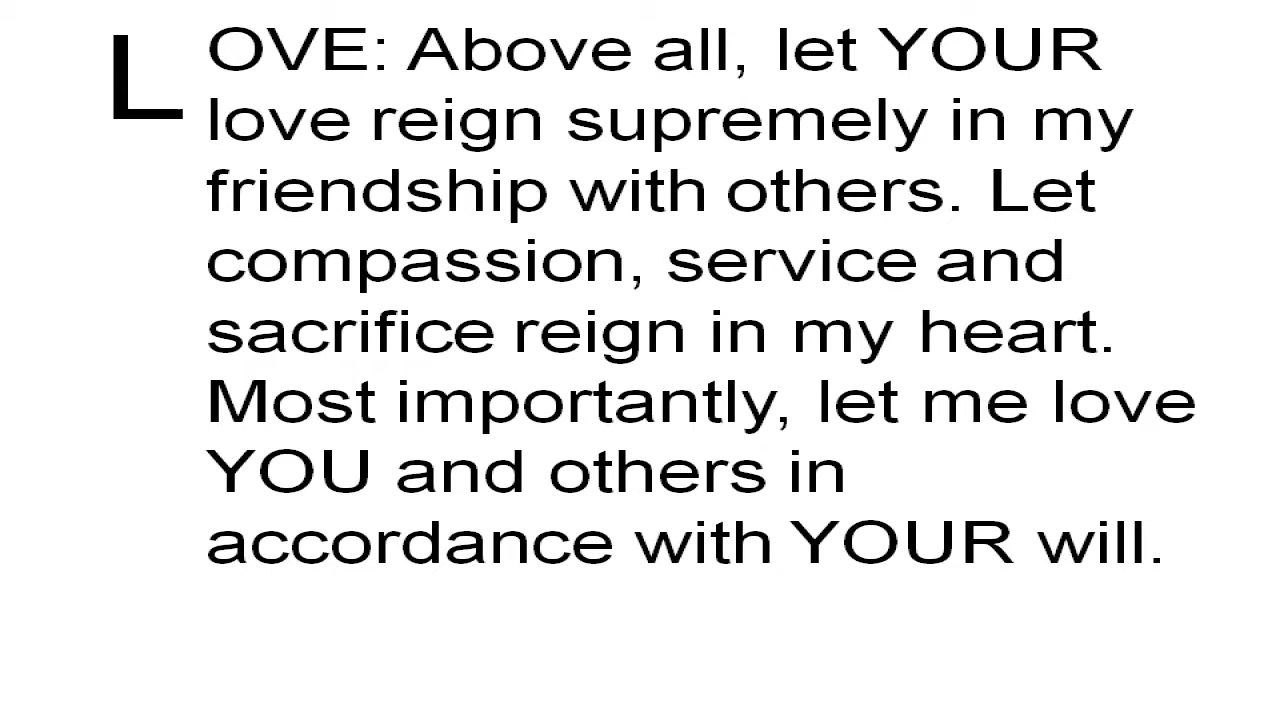 LOVE: Above all, let YOUR
love reign supremely in my
friendship with others. Let
compassion, service and
sacrifice reign in my heart.
Most importantly, let me love
YOU and others in
accordance with YOUR will.